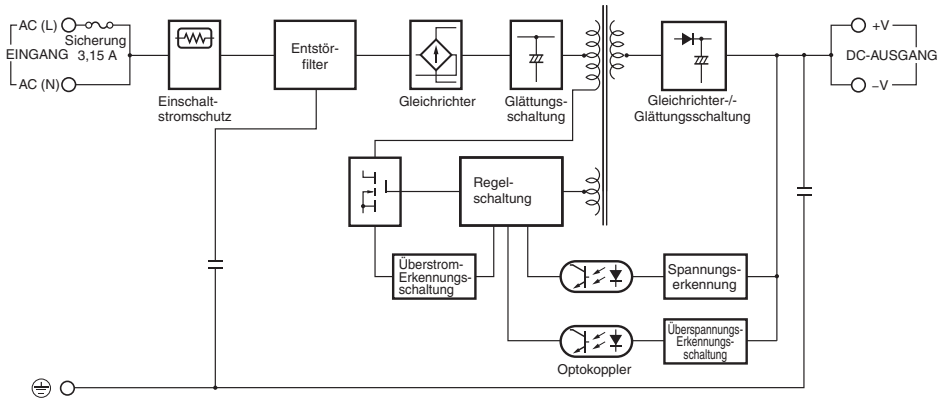 AC (L)
EINGANG
Sicherung
3,15 A
AC (N)
Einschalt-
stromschutz
Entstör-
filter
Gleichrichter
Glättungs-
schaltung
Gleichrichter-/-
Glättungsschaltung
+V
DC-AUSGANG
–V
Regel-
schaltung
Überstrom-
Erkennungs-
schaltung
Spannungs-
erkennung
Überspannungs-
Erkennungs-
schaltung
Optokoppler